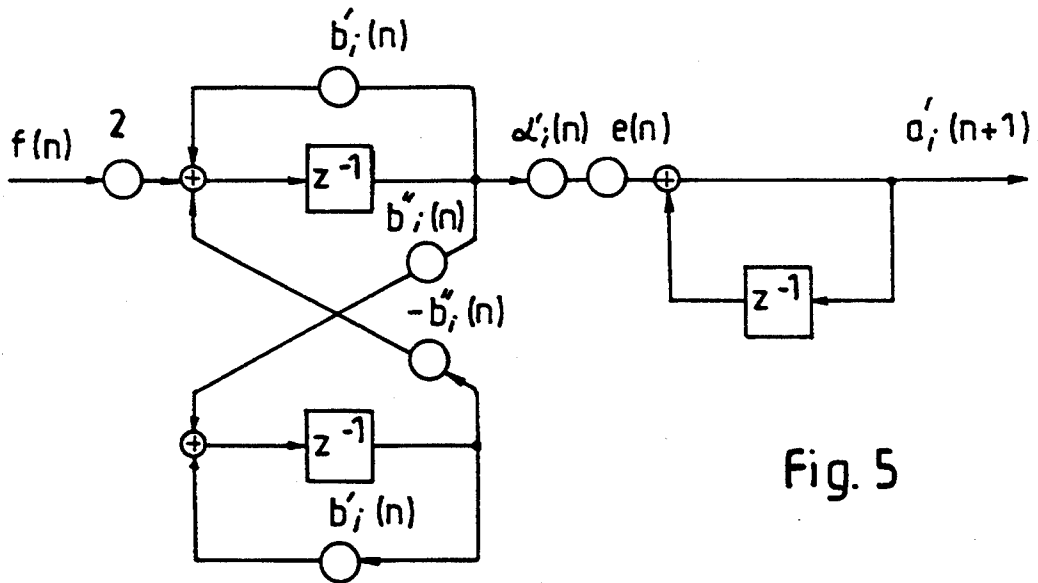 b'i(n)
2
f(n)
α'i(n) e(n)
a'i(n+1)
z⁻¹
b"i(n)
-b"i(n)
z⁻¹
z⁻¹
b'i(n)
Fig. 5